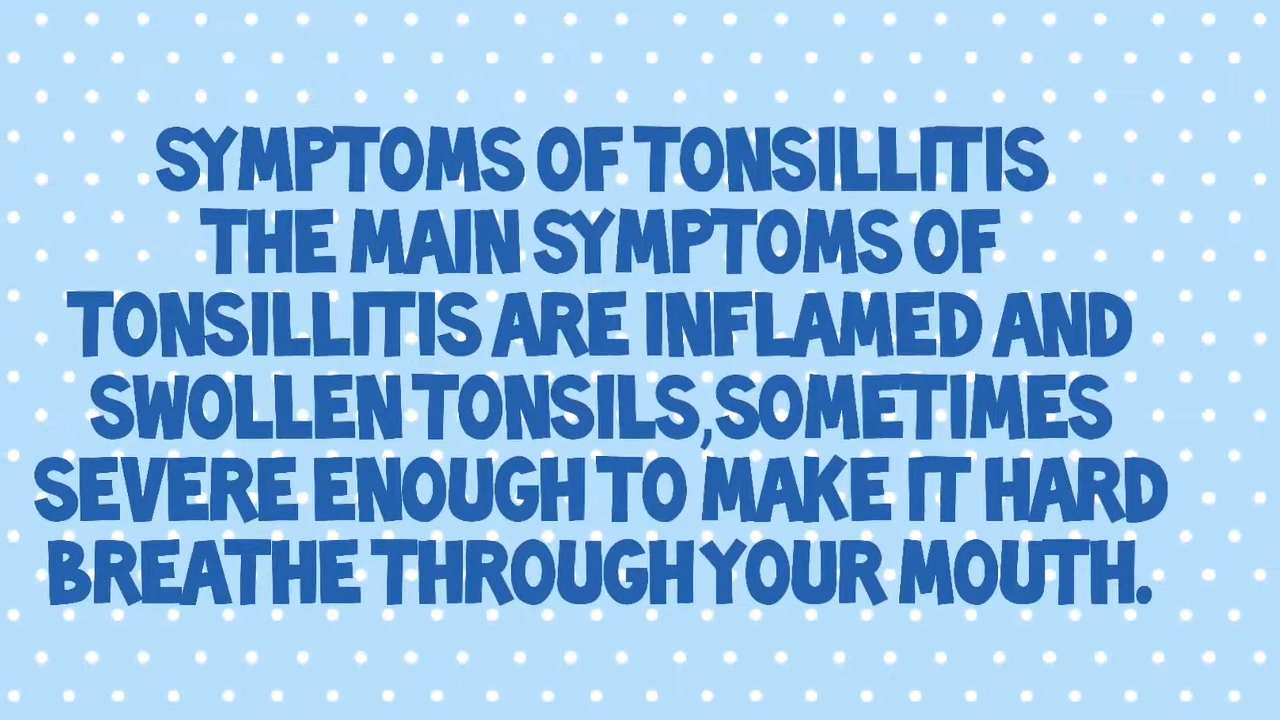 SYMPTOMS OF TONSILLITIS
THE MAIN SYMPTOMS OF
TONSILLITIS ARE INFLAMED AND
SWOLLEN TONSILS,SOMETIMES
SEVERE ENOUGH TO MAKE IT HARD
BREATHE THROUGH YOUR MOUTH.